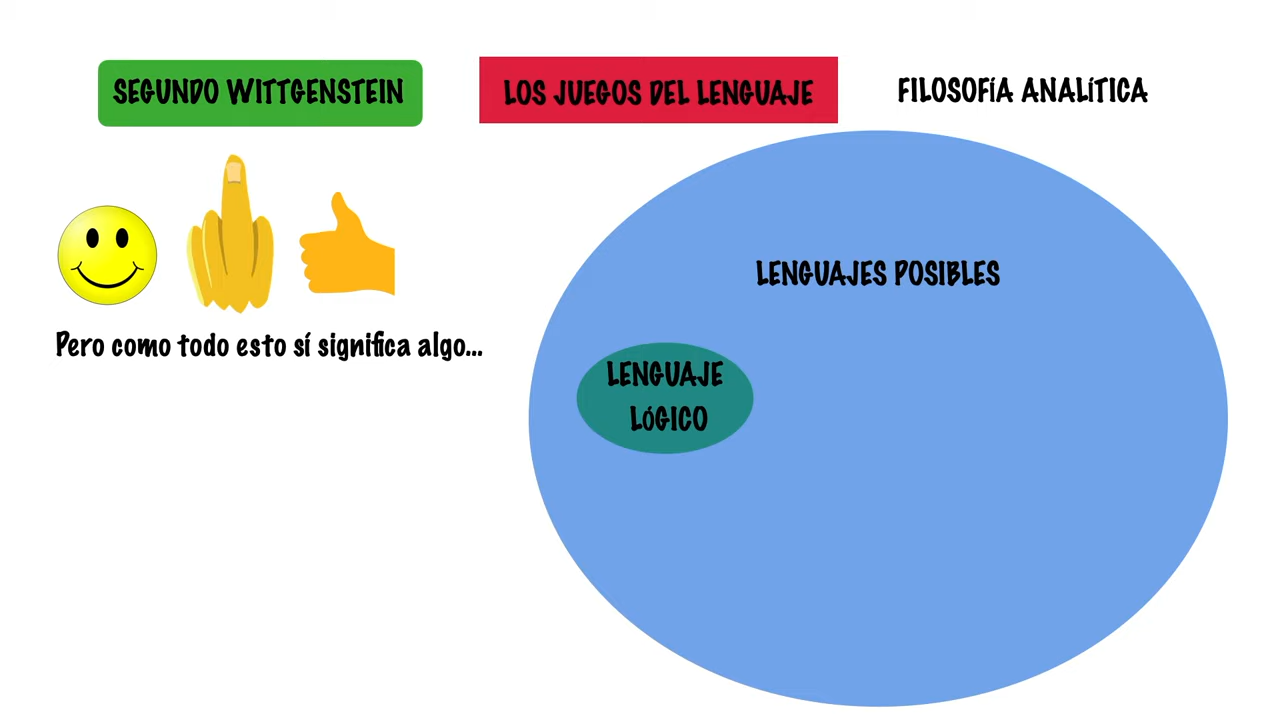 SEGUNDO WITTGENSTEIN
LOS JUEGOS DEL LENGUAJE
FILOSOFÍA ANALÍTICA
LENGUAJES POSIBLES
Pero como todo esto sí significa algo...
LENGUAJE
LÓGICO